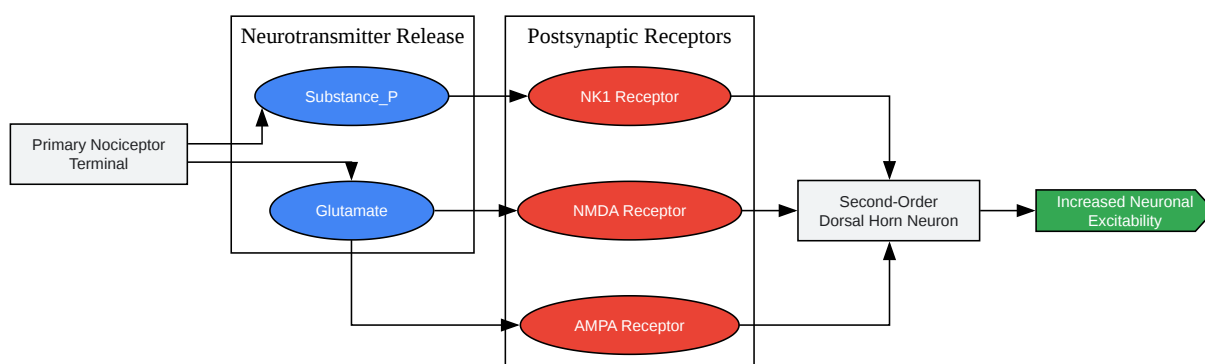 Neurotransmitter Release
Postsynaptic Receptors
Substance_P
NK1 Receptor
Primary Nociceptor
Terminal
Glutamate
NMDA Receptor
Second-Order
Dorsal Horn Neuron
Increased Neuronal
Excitability
AMPA Receptor